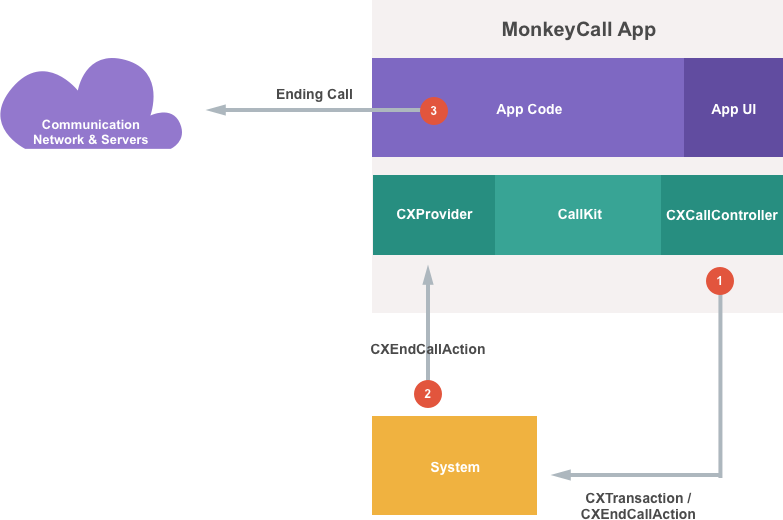 MonkeyCall App
Ending Call
3
App Code
App UI
Communication
Network & Servers
CXProvider
CallKit
CXCallController
1
CXEndCallAction
2
System
CXTransaction /
CXEndCallAction